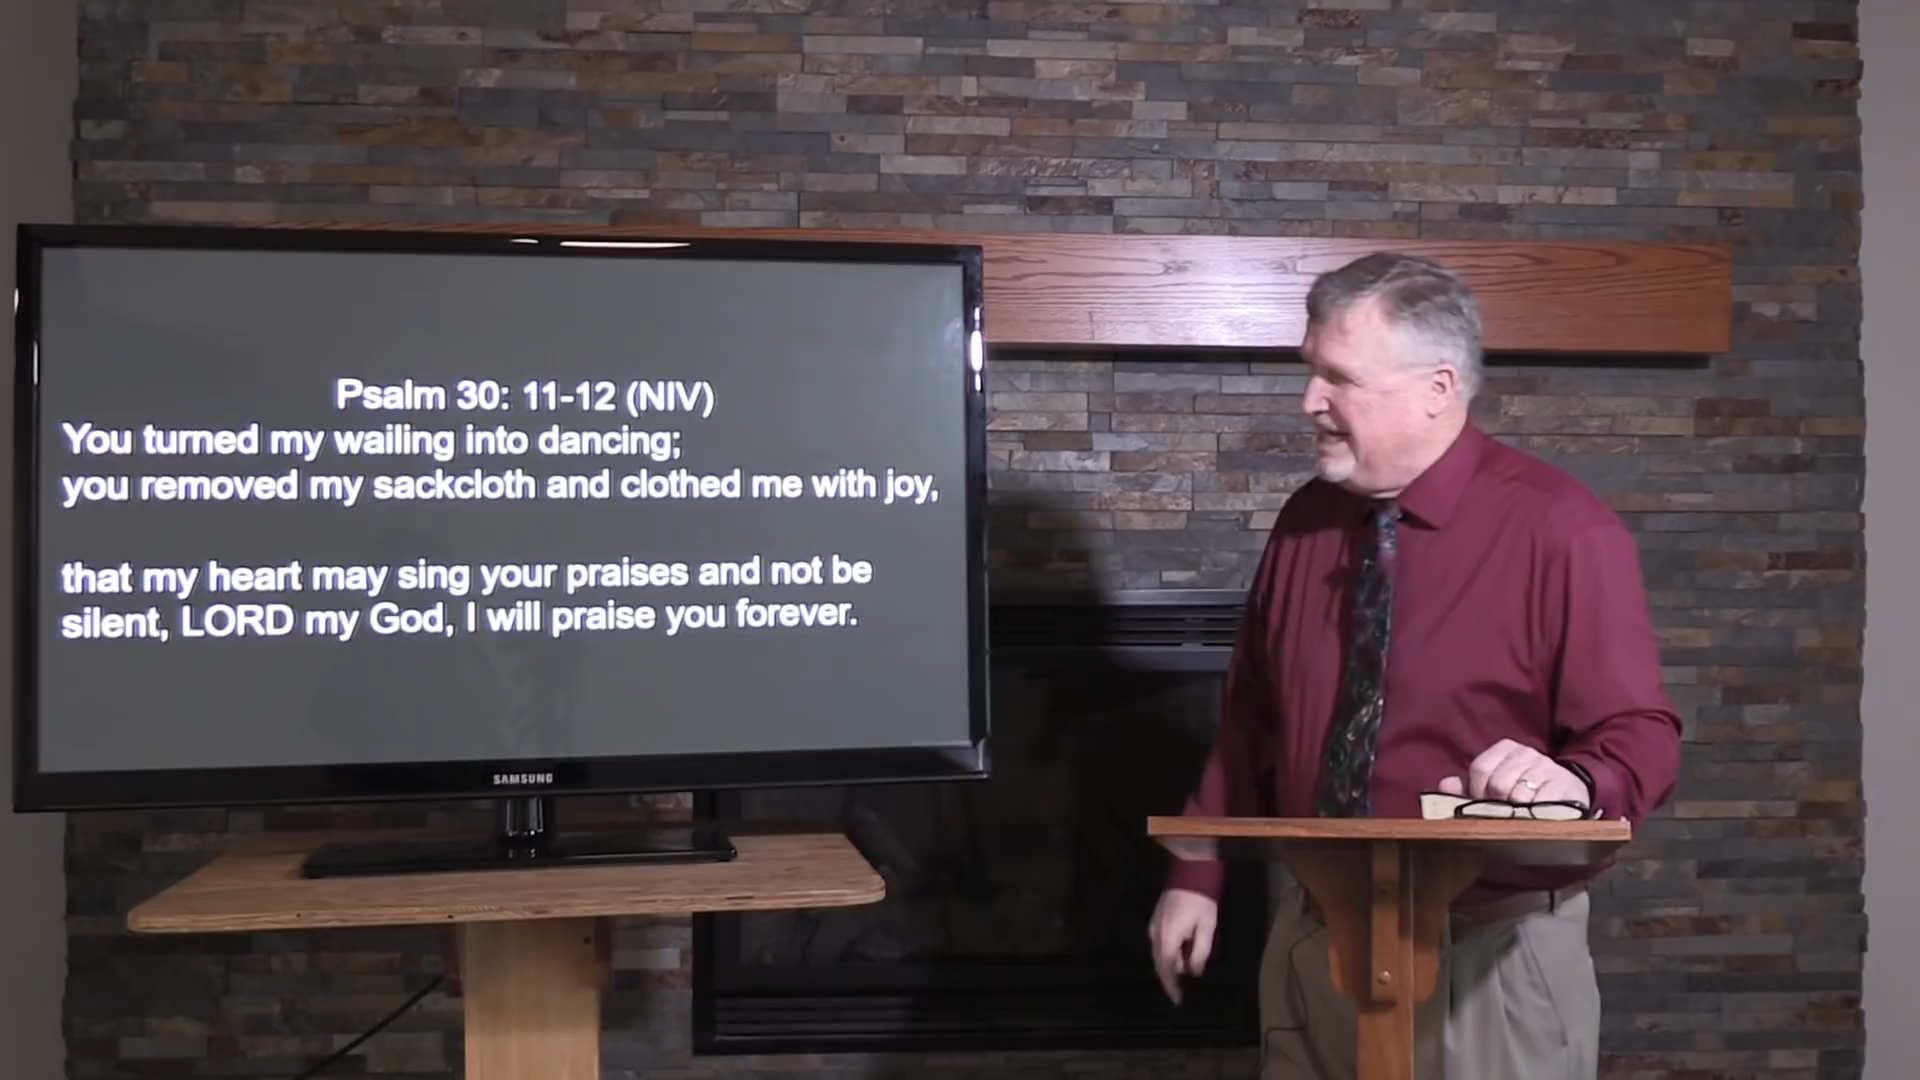 Psalm 30: 11-12 (NIV)
You turned my wailing into dancing;
you removed my sackcloth and clothed me with joy,
that my heart may sing your praises and not be
silent, LORD my God, I will praise you forever.
SAMSUNG